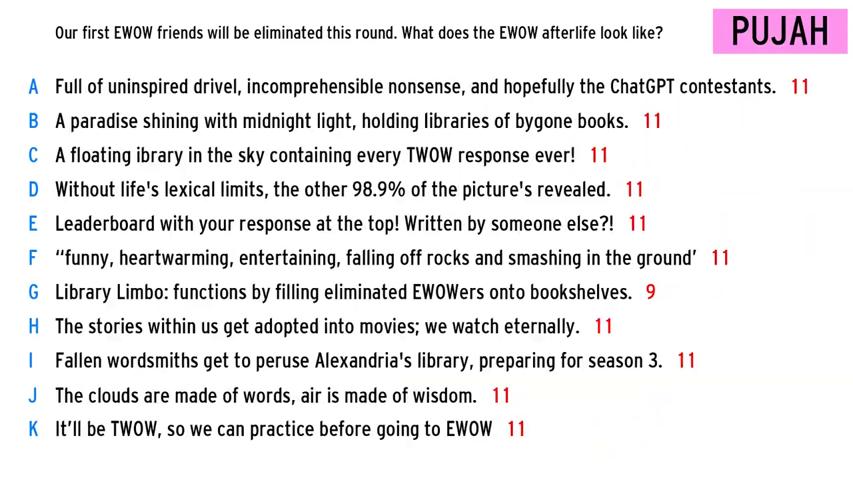 Our first EWOW friends will be eliminated this round. What does the EWOW afterlife look like?
PUJAH
A Full of uninspired drivel, incomprehensible nonsense, and hopefully the ChatGPT contestants. 11
B A paradise shining with midnight light, holding libraries of bygone books. 11
C A floating ibrary in the sky containing every TWOW response ever! 11
D Without life's lexical limits, the other 98.9% of the picture's revealed. 11
E Leaderboard with your response at the top! Written by someone else?! 11
F “funny, heartwarming, entertaining, falling off rocks and smashing in the ground’ 11
G Library Limbo: functions by filling eliminated EWOWers onto bookshelves. 9
H The stories within us get adopted into movies; we watch eternally. 11
I Fallen wordsmiths get to peruse Alexandria's library, preparing for season 3. 11
J The clouds are made of words, air is made of wisdom. 11
K It’ll be TWOW, so we can practice before going to EWOW 11